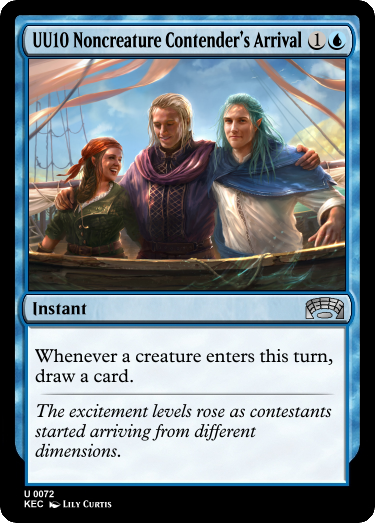 UU10 Noncreature Contender's Arrival 1
Instant
Whenever a creature enters this turn,
draw a card.
The excitement levels rose as contestants
started arriving from different
dimensions.
U 0072
KEC Lily Curtis